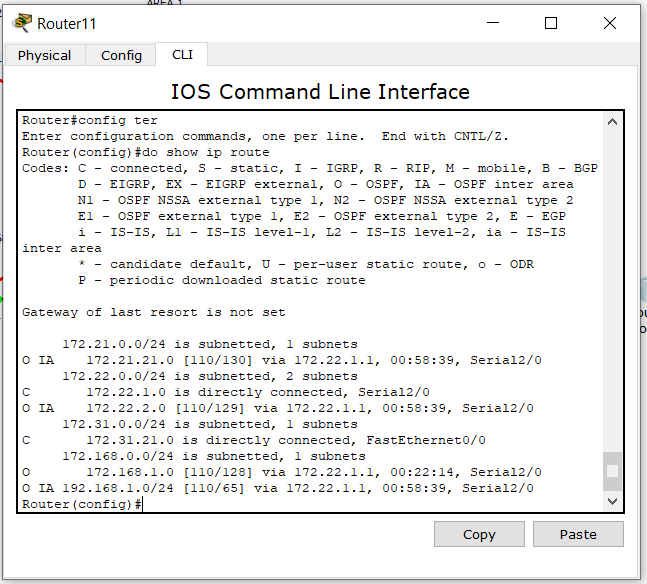 AREA 1
Router11
Physical Config CLI
IOS Command Line Interface
Router#config ter
Enter configuration commands, one per line.  End with CNTL/Z.
Router(config)#do show ip route
Codes: C - connected, S - static, I - IGRP, R - RIP, M - mobile, B - BGP
       D - EIGRP, EX - EIGRP external, O - OSPF, IA - OSPF inter area
       N1 - OSPF NSSA external type 1, N2 - OSPF NSSA external type 2
       E1 - OSPF external type 1, E2 - OSPF external type 2, E - EGP
       i - IS-IS, L1 - IS-IS level-1, L2 - IS-IS level-2, ia - IS-IS
inter area
       * - candidate default, U - per-user static route, o - ODR
       P - periodic downloaded static route
Gateway of last resort is not set
     172.21.0.0/24 is subnetted, 1 subnets
O IA    172.21.21.0 [110/130] via 172.22.1.1, 00:58:39, Serial2/0
     172.22.0.0/24 is subnetted, 2 subnets
C       172.22.1.0 is directly connected, Serial2/0
O IA    172.22.2.0 [110/129] via 172.22.1.1, 00:58:39, Serial2/0
     172.31.0.0/24 is subnetted, 1 subnets
C       172.31.21.0 is directly connected, FastEthernet0/0
     172.168.0.0/24 is subnetted, 1 subnets
O       172.168.1.0 [110/128] via 172.22.1.1, 00:22:14, Serial2/0
O IA 192.168.1.0/24 [110/65] via 172.22.1.1, 00:58:39, Serial2/0
Router(config)#
Copy Paste